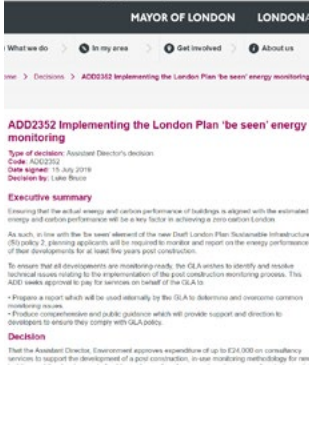 MAYOR OF LONDON LONDON
What we do In my area Get involved About us
Decisions > ADD2352 Implementing the London Plan 'be seen' energy monitoring
ADD2352 Implementing the London Plan 'be seen' energy
monitoring
Type of decision: Assistant Director's decision
Code: ADD2352
Date signed: 15 July 2019
Decision by: Luke Bruce
Executive summary
Ensuring that the actual energy and carbon performance of buildings is aligned with the estimated
energy and carbon performance will be a key factor in achieving a zero carbon London.
As such, in line with the 'be seen' element of the new Draft London Plan Sustainable Infrastructure
(SI) policy 2, planning applicants will be required to monitor and report on the energy performance
of their developments for at least five years post construction.
To ensure that all developments are monitoring ready, the GLA wishes to identify and resolve
technical issues relating to the implementation of the post construction monitoring process. This
ADD seeks approval to pay for services on behalf of the GLA to
• Prepare a report which will be used internally by the GLA to determine and overcome common
monitoring issues.
• Produce comprehensive and public guidance which will provide support and direction to
developers to ensure they comply with GLA policy.
Decision
That the Assistant Director, Environment approves expenditure of up to £24,000 on consultancy
services to support the development of a post construction, in-use monitoring methodology for new